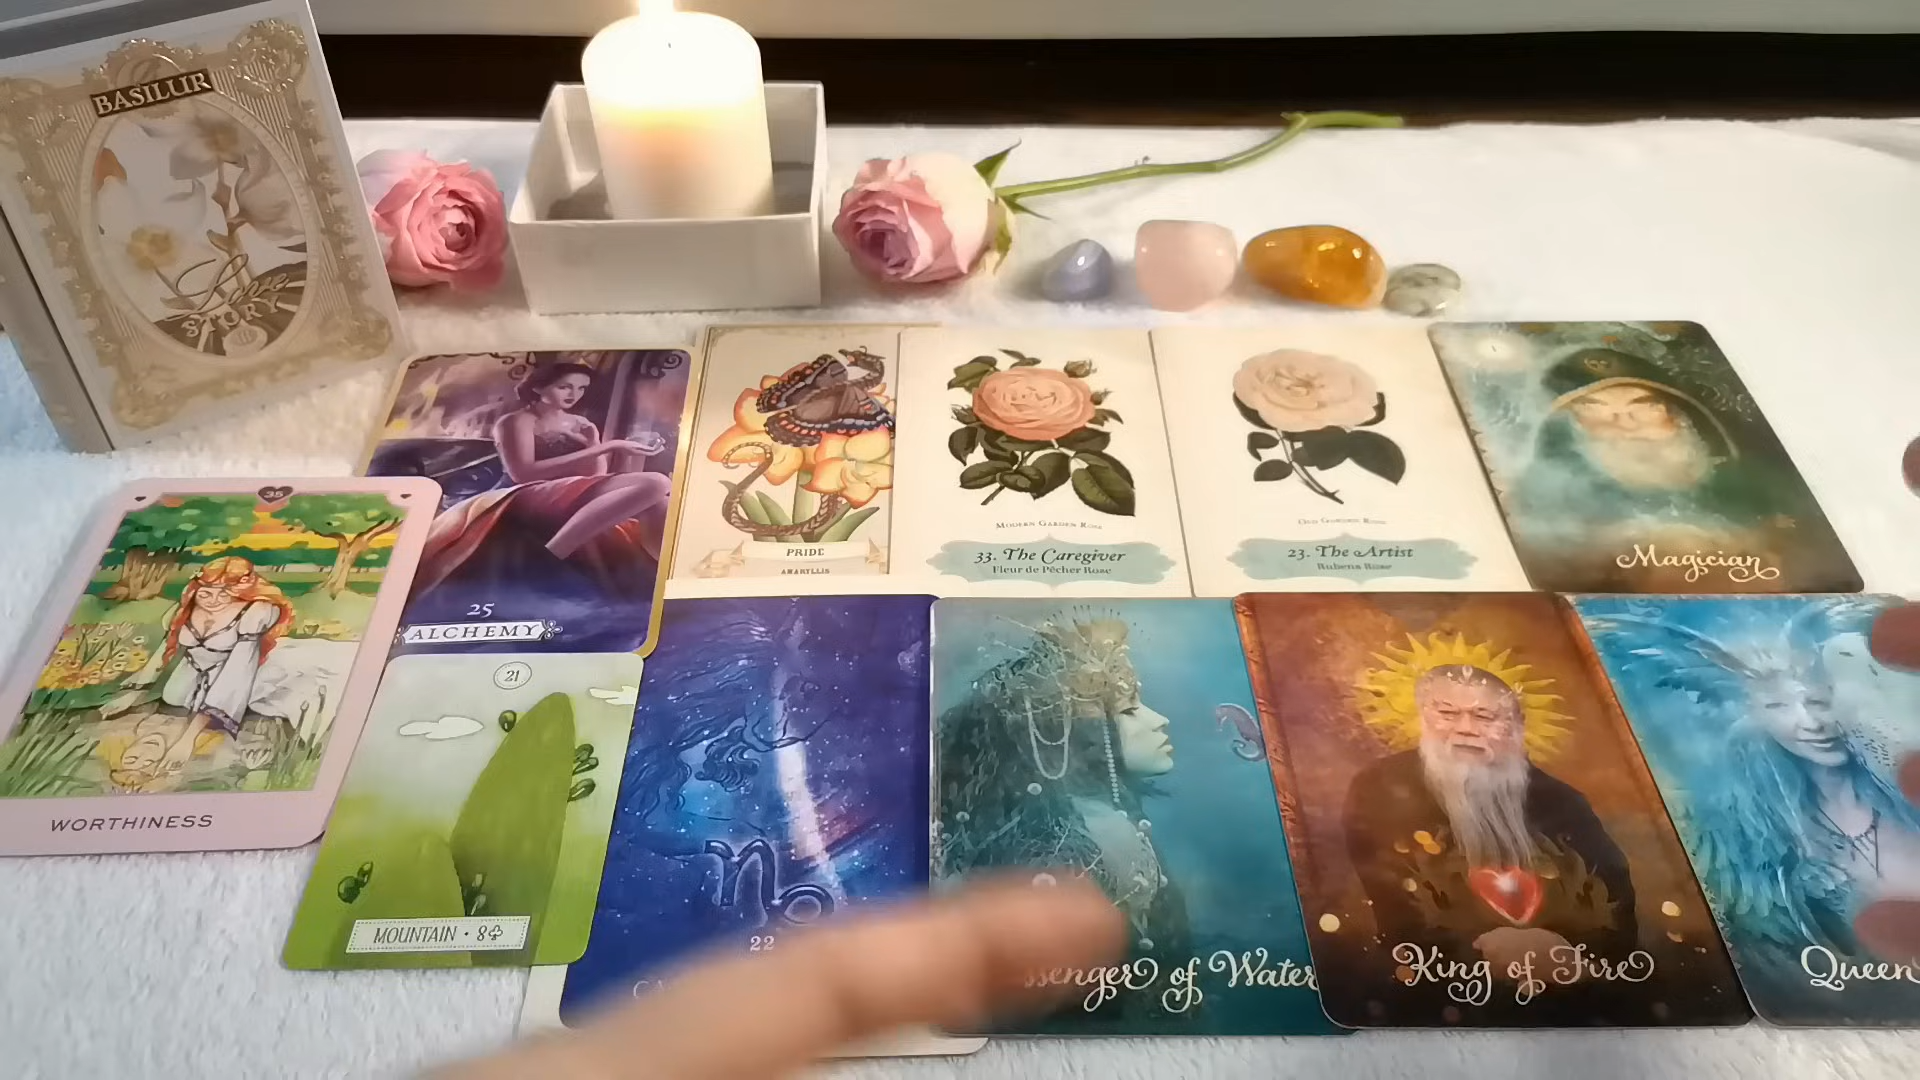 BASILUR
Love
STORY
35
25
ALCHEMY
PRIDE
AMARYLLIS
MODERN GARDEN ROSE
33. The Caregiver
Fleur de Pêcher Rose
OLD GARDEN ROSE
23. The Artist
Rubens Rose
Magician
WORTHINESS
21
MOUNTAIN • 8♣
22
ssenger of Water
King of Fire
Queen